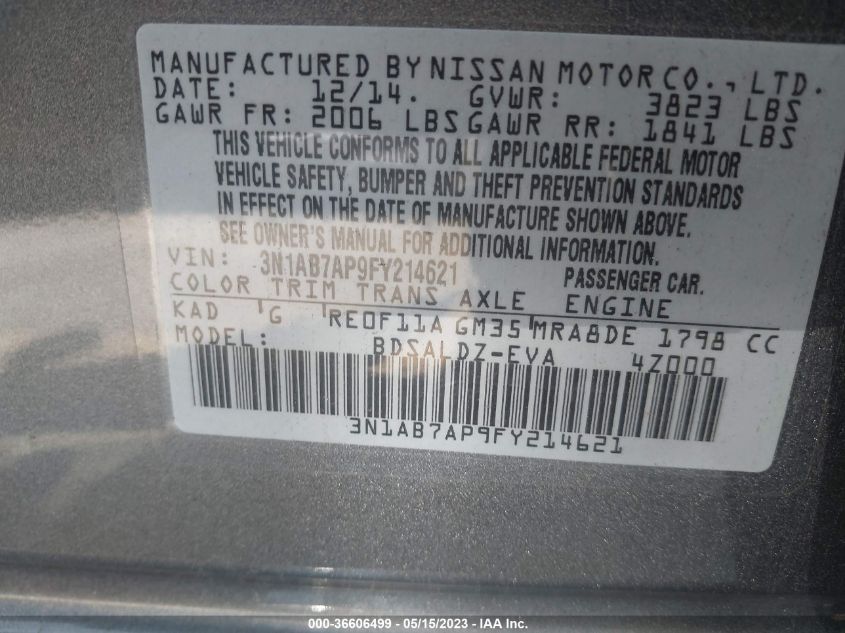 MANUFACTURED BY NISSAN MOTOR CO., LTD.
DATE: 12/14. GVWR: 3823 LBS
GAWR FR: 2006 LBS GAWR RR: 1841 LBS
THIS VEHICLE CONFORMS TO ALL APPLICABLE FEDERAL MOTOR
VEHICLE SAFETY, BUMPER AND THEFT PREVENTION STANDARDS
IN EFFECT ON THE DATE OF MANUFACTURE SHOWN ABOVE.
SEE OWNER'S MANUAL FOR ADDITIONAL INFORMATION.
VIN: 3N1AB7AP9FY214621 PASSENGER CAR.
COLOR TRIM TRANS AXLE ENGINE
KAD 'G 'RE0F11A GM35'MRA8DE 1798 CC
MODEL: BDSALDZ-EVA 4Z000
3N1AB7AP9FY214621
000-36606499 - 05/15/2023 - IAA Inc.